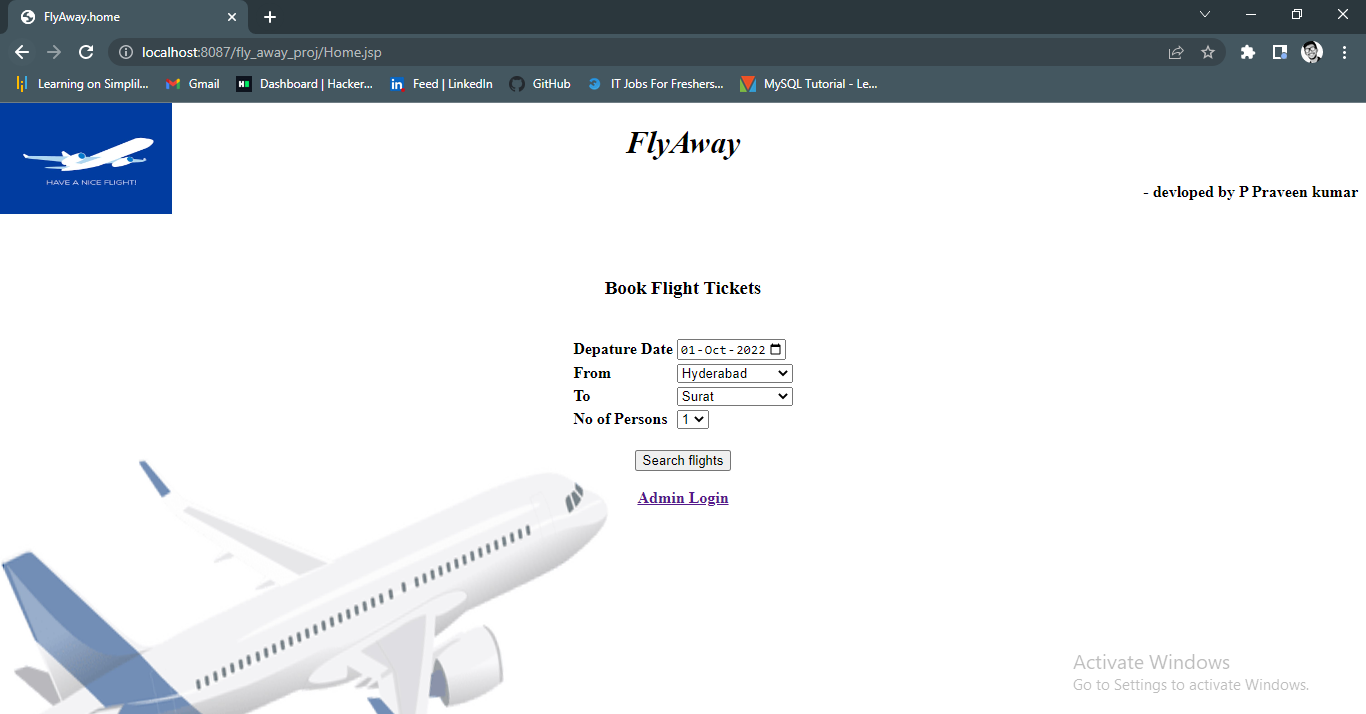 FlyAway.home
localhost:8087/fly_away_proj/Home.jsp
Learning on Simplil... Gmail Dashboard | Hacker... Feed | LinkedIn GitHub IT Jobs For Freshers... MySQL Tutorial - Le...
FlyAway
HAVE A NICE FLIGHT!
- devloped by P Praveen kumar
Book Flight Tickets
Depature Date 01-Oct-2022
From Hyderabad
To Surat
No of Persons 1
Search flights
Admin Login
Activate Windows
Go to Settings to activate Windows.